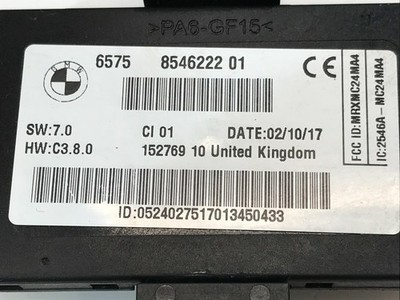 >PA6-GF15<
BMW
6575 8546222 01
CE
SW:7.0 CI 01 DATE:02/10/17
HW:C3.8.0 152769 10 United Kingdom
ID:0524027517013450433
FCC ID:MRXMC24MA4
IC:2546A-MC24MA4